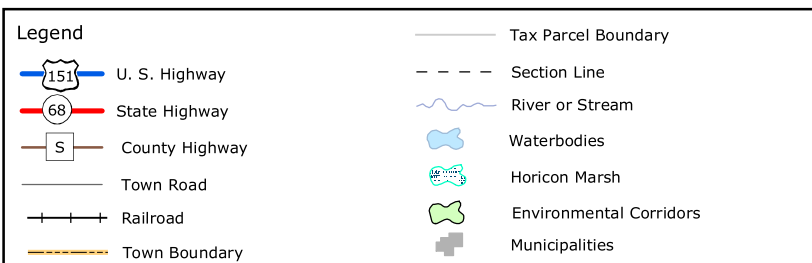 Legend
151 U. S. Highway
68 State Highway
S County Highway
Town Road
Railroad
Town Boundary
Tax Parcel Boundary
Section Line
River or Stream
Waterbodies
Horicon Marsh
Environmental Corridors
Municipalities